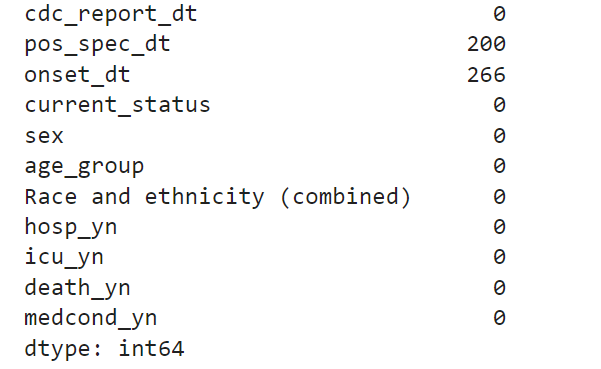 cdc_report_dt 0
pos_spec_dt 200
onset_dt 266
current_status 0
sex 0
age_group 0
Race and ethnicity (combined) 0
hosp_yn 0
icu_yn 0
death_yn 0
medcond_yn 0
dtype: int64